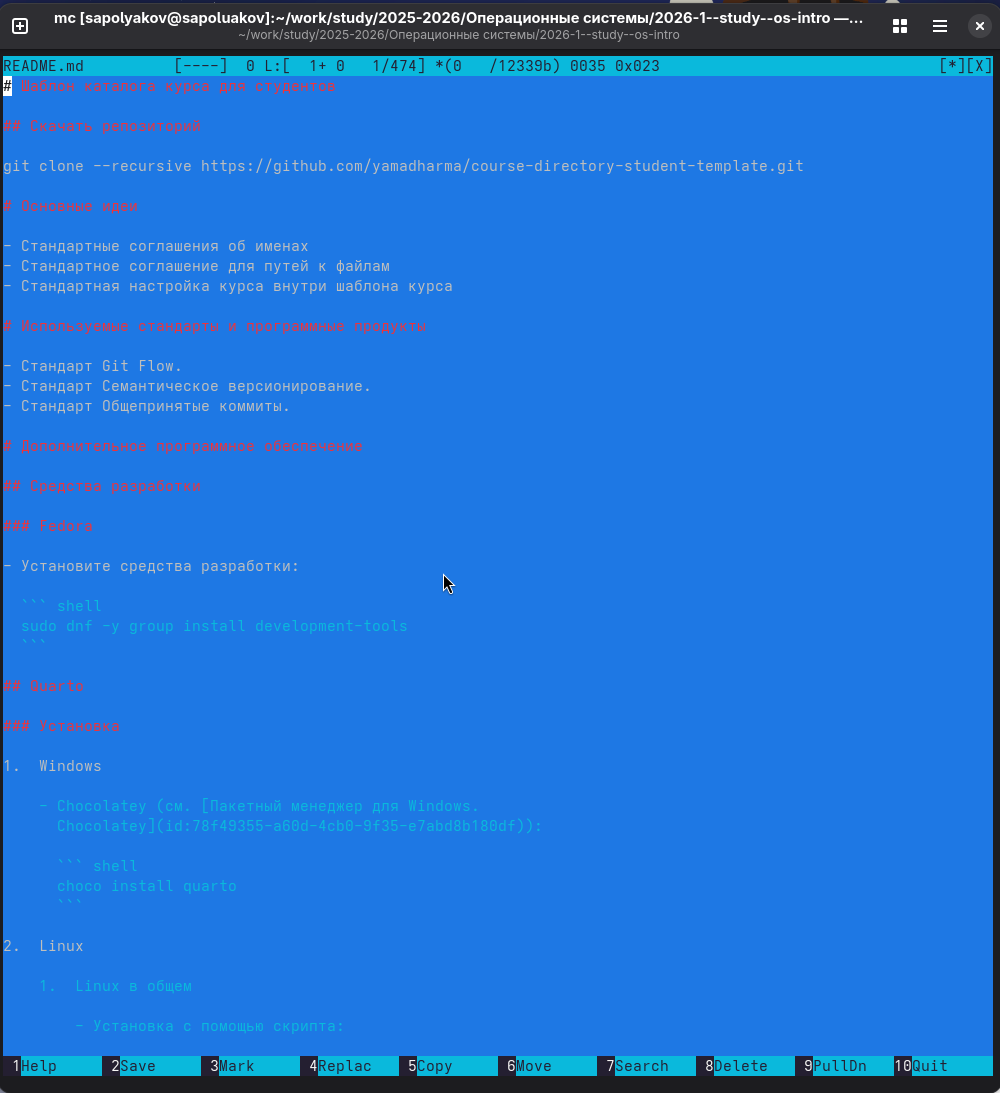 mc [sapolyakov@sapoluakov]:~/work/study/2025-2026/Операционные системы/2026-1--study--os-intro —…
~/work/study/2025-2026/Операционные системы/2026-1--study--os-intro
README.md [----] 0 L:[ 1+ 0 1/474] *(0 /12339b) 0035 0x023 [*][X]
# Шаблон каталога курса для студентов
## Скачать репозиторий
git clone --recursive https://github.com/yamadharma/course-directory-student-template.git
# Основные идеи
- Стандартные соглашения об именах
- Стандартное соглашение для путей к файлам
- Стандартная настройка курса внутри шаблона курса
# Используемые стандарты и программные продукты
- Стандарт Git Flow.
- Стандарт Семантическое версионирование.
- Стандарт Общепринятые коммиты.
# Дополнительное программное обеспечение
## Средства разработки
### Fedora
- Установите средства разработки:
``` shell
sudo dnf -y group install development-tools
```
## Quarto
### Установка
1. Windows
- Chocolatey (см. [Пакетный менеджер для Windows.
Chocolatey](id:78f49355-a60d-4cb0-9f35-e7abd8b180df)):
``` shell
choco install quarto
```
2. Linux
1. Linux в общем
- Установка с помощью скрипта:
1Help 2Save 3Mark 4Replac 5Copy 6Move 7Search 8Delete 9PullDn 10Quit